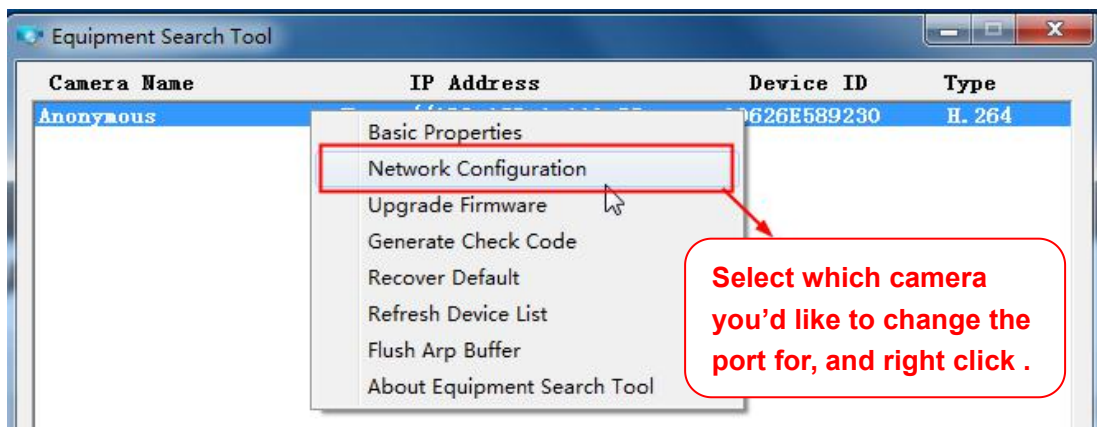 Equipment Search Tool
Camera Name IP Address Device ID Type
Anonymous 626E589230 H.264
Basic Properties
Network Configuration
Upgrade Firmware
Generate Check Code
Recover Default
Refresh Device List
Flush Arp Buffer
About Equipment Search Tool
Select which camera
you’d like to change the
port for, and right click .